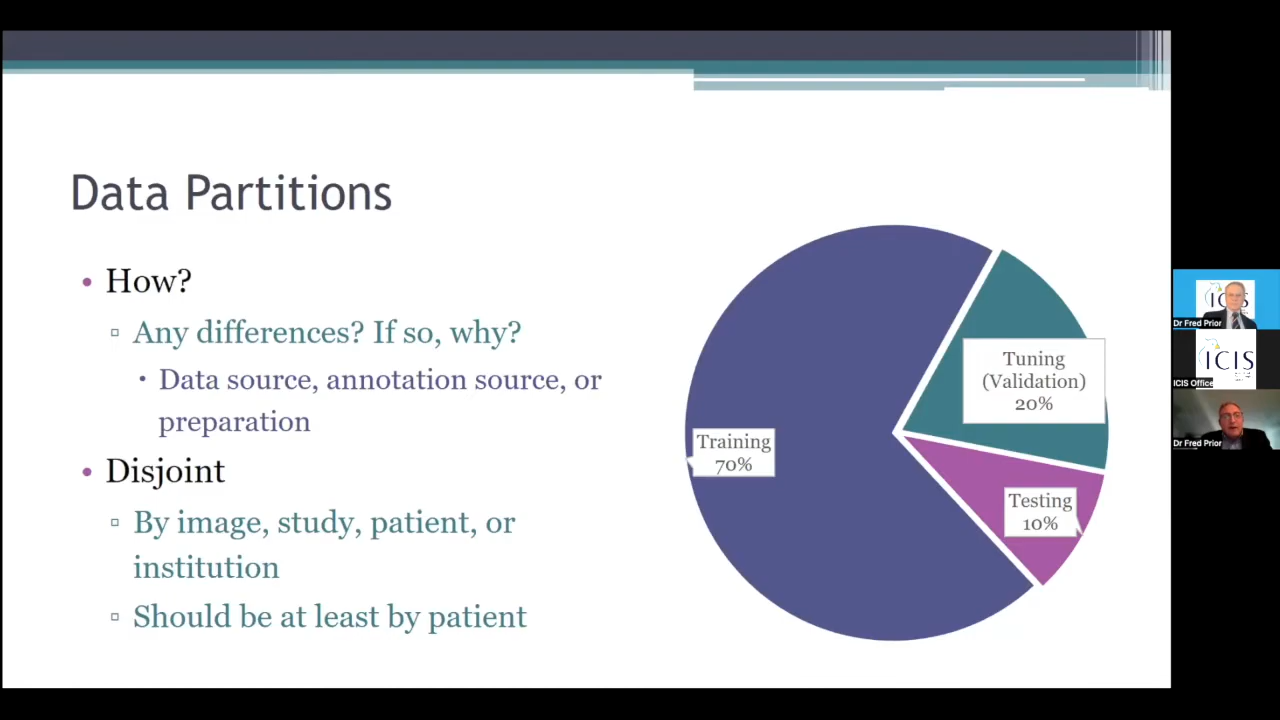 Data Partitions
• How?
▫ Any differences? If so, why?
• Data source, annotation source, or
preparation
• Disjoint
▫ By image, study, patient, or
institution
▫ Should be at least by patient
Training
70%
Tuning
(Validation)
20%
Testing
10%
ICIS
Dr Fred Prior
ICIS
ICIS Office
Dr Fred Prior